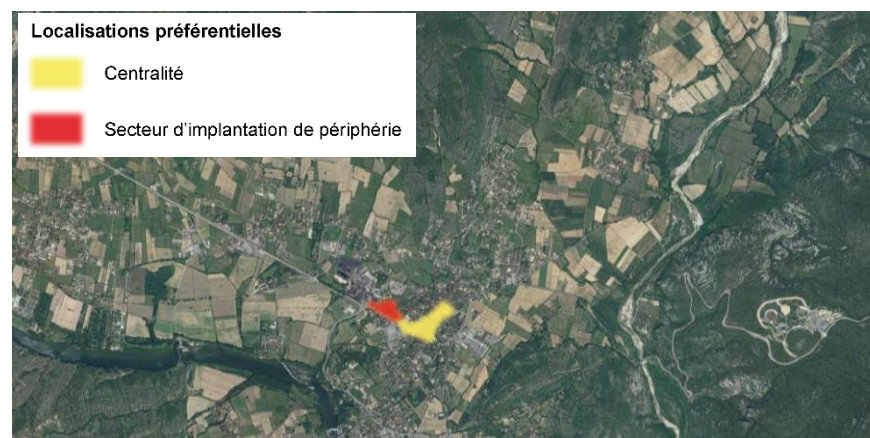 Localisations préférentielles
Centralité
Secteur d'implantation de périphérie